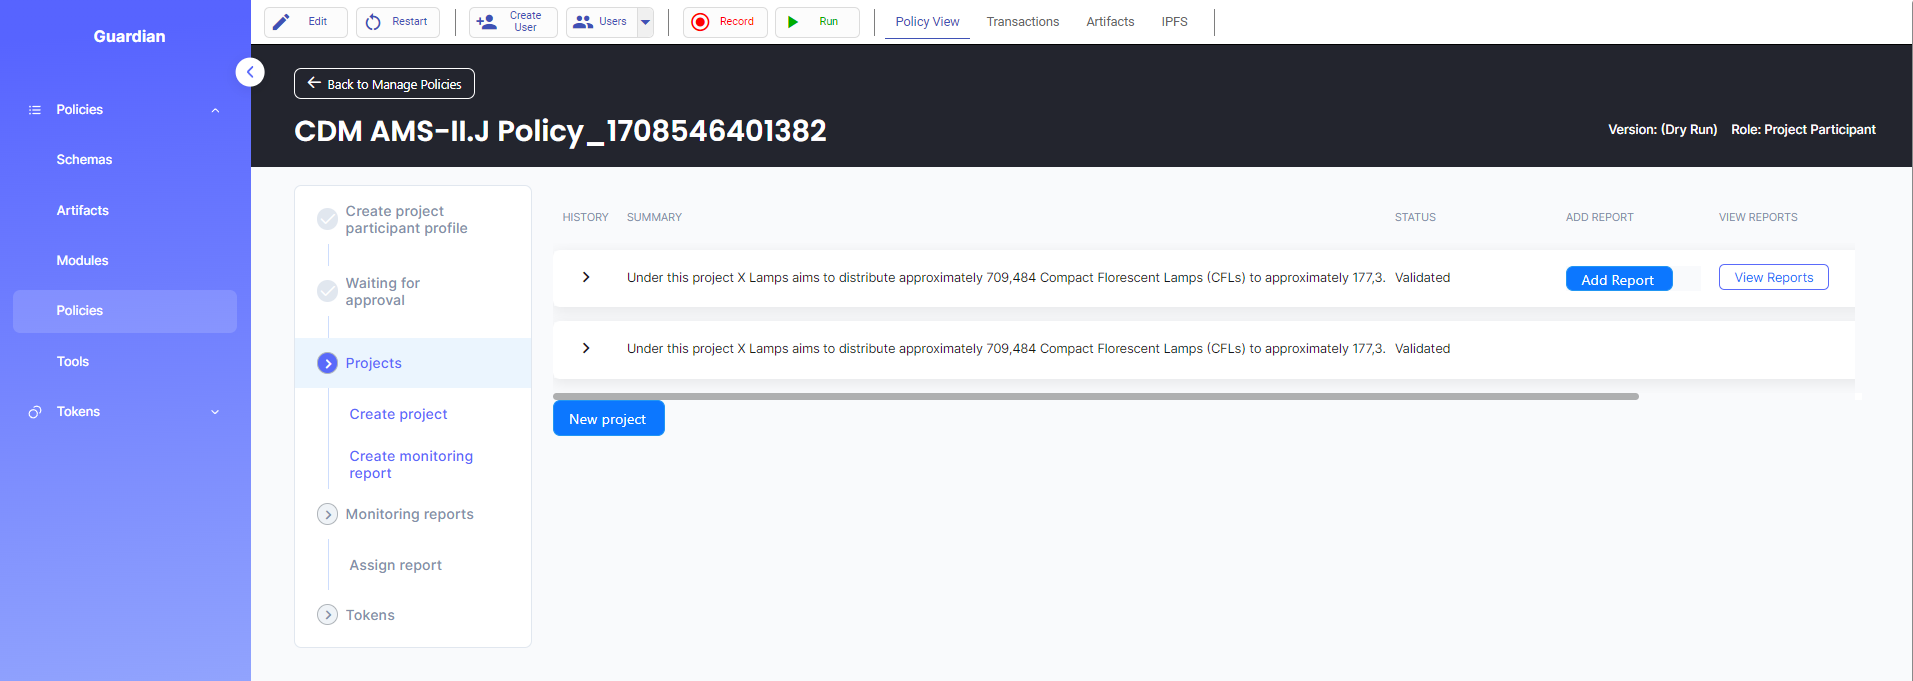 Guardian
Policies
Schemas
Artifacts
Modules
Policies
Tools
Tokens
Edit
Restart
Create
User
Users
Record
Run
Policy View
Transactions
Artifacts
IPFS
Back to Manage Policies
CDM AMS-II.J Policy_1708546401382
Version: (Dry Run)
Role: Project Participant
Create project
participant profile
Waiting for
approval
Projects
Create project
Create monitoring
report
Monitoring reports
Assign report
Tokens
HISTORY SUMMARY STATUS ADD REPORT VIEW REPORTS
Under this project X Lamps aims to distribute approximately 709,484 Compact Florescent Lamps (CFLs) to approximately 177,3. Validated Add Report View Reports
Under this project X Lamps aims to distribute approximately 709,484 Compact Florescent Lamps (CFLs) to approximately 177,3. Validated
New project